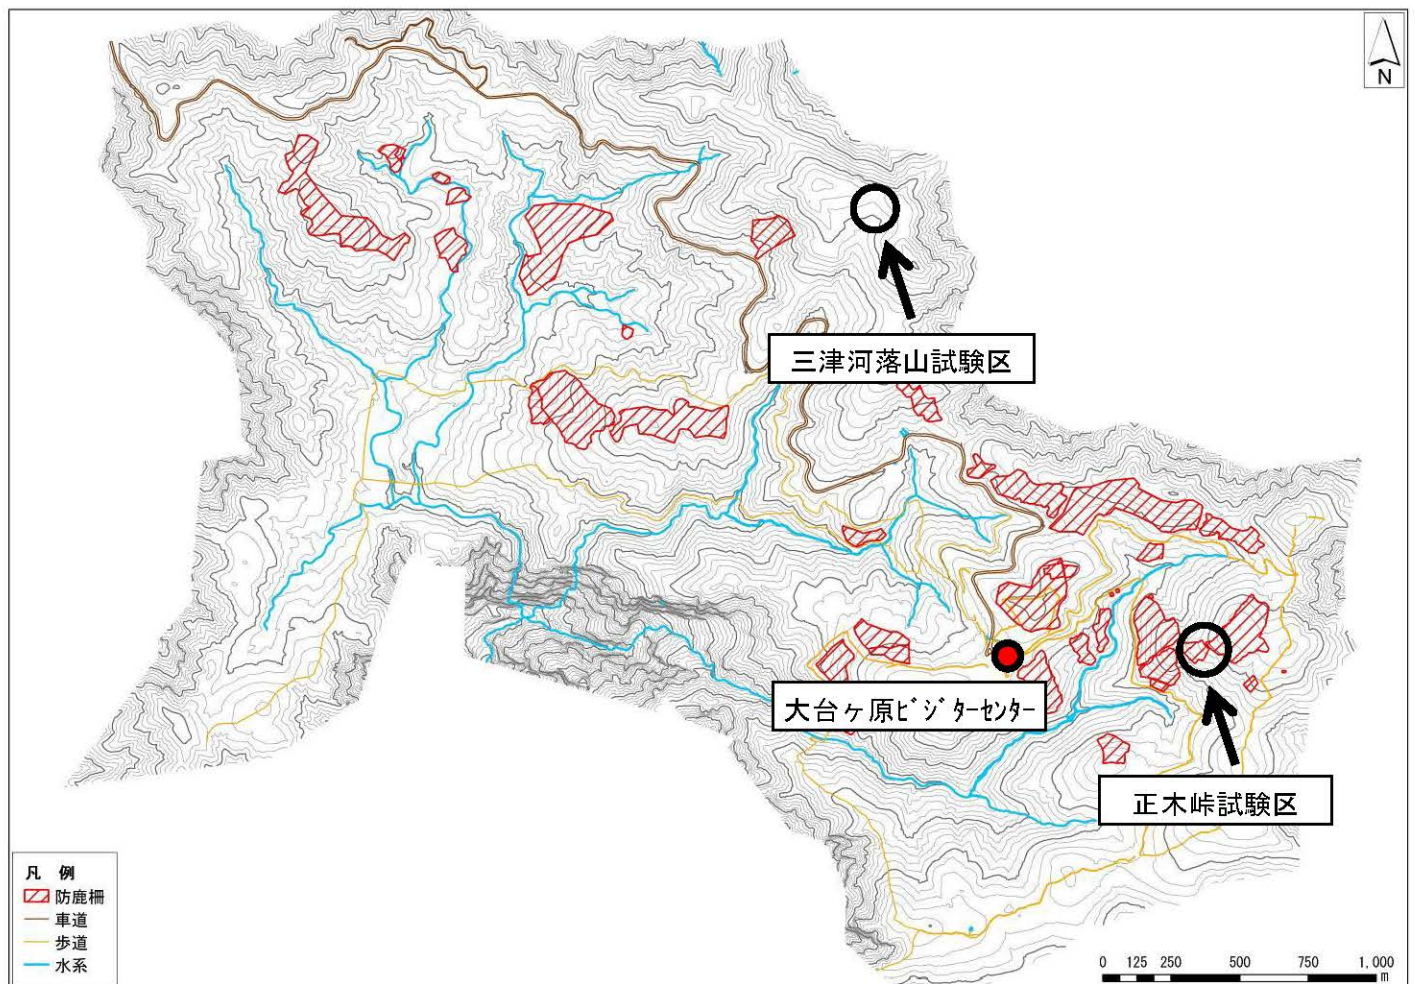 N
三津河落山試験区
大台ヶ原ﾋﾞｼﾞﾀｰｾﾝﾀｰ
正木峠試験区
凡 例
防鹿柵
車道
歩道
水系
0 125 250 500 750 1,000
m